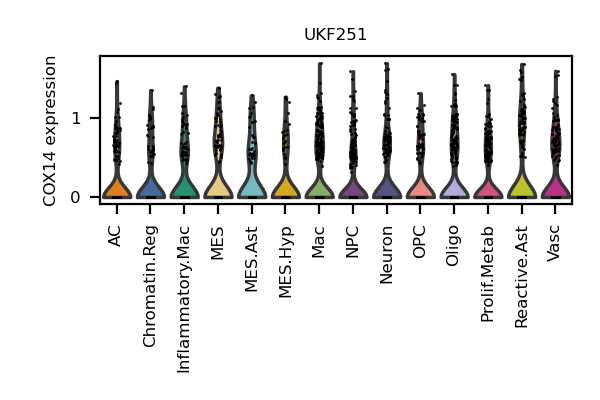 UKF251
COX14 expression
1
0
AC
Chromatin.Reg
Inflammatory.Mac
MES
MES.Ast
MES.Hyp
Mac
NPC
Neuron
OPC
Oligo
Prolif.Metab
Reactive.Ast
Vasc